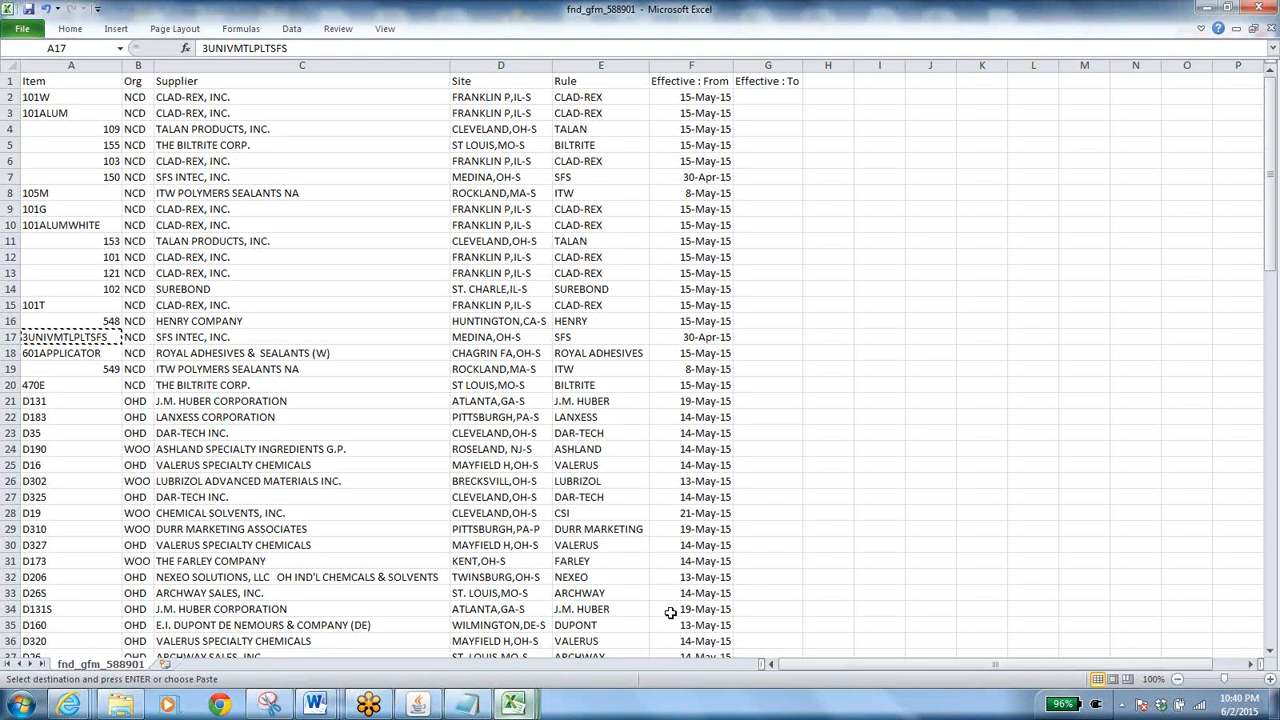 fnd_gfm_588901 - Microsoft Excel
File Home Insert Page Layout Formulas Data Review View
A17 fx 3UNIVMTLPLTSFS
A B C D E F G H I J K L M N O P
1 Item Org Supplier Site Rule Effective : From Effective : To
2 101W NCD CLAD-REX, INC. FRANKLIN P,IL-S CLAD-REX 15-May-15
3 101ALUM NCD CLAD-REX, INC. FRANKLIN P,IL-S CLAD-REX 15-May-15
4 109 NCD TALAN PRODUCTS, INC. CLEVELAND,OH-S TALAN 15-May-15
5 155 NCD THE BILTRITE CORP. ST LOUIS,MO-S BILTRITE 15-May-15
6 103 NCD CLAD-REX, INC. FRANKLIN P,IL-S CLAD-REX 15-May-15
7 150 NCD SFS INTEC, INC. MEDINA,OH-S SFS 30-Apr-15
8 105M NCD ITW POLYMERS SEALANTS NA ROCKLAND,MA-S ITW 8-May-15
9 101G NCD CLAD-REX, INC. FRANKLIN P,IL-S CLAD-REX 15-May-15
10 101ALUMWHITE NCD CLAD-REX, INC. FRANKLIN P,IL-S CLAD-REX 15-May-15
11 153 NCD TALAN PRODUCTS, INC. CLEVELAND,OH-S TALAN 15-May-15
12 101 NCD CLAD-REX, INC. FRANKLIN P,IL-S CLAD-REX 15-May-15
13 121 NCD CLAD-REX, INC. FRANKLIN P,IL-S CLAD-REX 15-May-15
14 102 NCD SUREBOND ST. CHARLE,IL-S SUREBOND 15-May-15
15 101T NCD CLAD-REX, INC. FRANKLIN P,IL-S CLAD-REX 15-May-15
16 548 NCD HENRY COMPANY HUNTINGTON,CA-S HENRY 15-May-15
17 3UNIVMTLPLTSFS NCD SFS INTEC, INC. MEDINA,OH-S SFS 30-Apr-15
18 601APPLICATOR NCD ROYAL ADHESIVES & SEALANTS (W) CHAGRIN FA,OH-S ROYAL ADHESIVES 15-May-15
19 549 NCD ITW POLYMERS SEALANTS NA ROCKLAND,MA-S ITW 8-May-15
20 470E NCD THE BILTRITE CORP. ST LOUIS,MO-S BILTRITE 15-May-15
21 D131 OHD J.M. HUBER CORPORATION ATLANTA,GA-S J.M. HUBER 19-May-15
22 D183 OHD LANXESS CORPORATION PITTSBURGH,PA-S LANXESS 14-May-15
23 D35 OHD DAR-TECH INC. CLEVELAND,OH-S DAR-TECH 14-May-15
24 D190 WOO ASHLAND SPECIALTY INGREDIENTS G.P. ROSELAND, NJ-S ASHLAND 14-May-15
25 D16 OHD VALERUS SPECIALTY CHEMICALS MAYFIELD H,OH-S VALERUS 14-May-15
26 D302 WOO LUBRIZOL ADVANCED MATERIALS INC. BRECKSVILL,OH-S LUBRIZOL 13-May-15
27 D325 OHD DAR-TECH INC. CLEVELAND,OH-S DAR-TECH 14-May-15
28 D19 WOO CHEMICAL SOLVENTS, INC. CLEVELAND,OH-S CSI 21-May-15
29 D310 WOO DURR MARKETING ASSOCIATES PITTSBURGH,PA-P DURR MARKETING 19-May-15
30 D327 OHD VALERUS SPECIALTY CHEMICALS MAYFIELD H,OH-S VALERUS 14-May-15
31 D173 WOO THE FARLEY COMPANY KENT,OH-S FARLEY 14-May-15
32 D206 OHD NEXEO SOLUTIONS, LLC OH IND'L CHEMCALS & SOLVENTS TWINSBURG,OH-S NEXEO 13-May-15
33 D26S OHD ARCHWAY SALES, INC. ST. LOUIS,MO-S ARCHWAY 14-May-15
34 D131S OHD J.M. HUBER CORPORATION ATLANTA,GA-S J.M. HUBER 19-May-15
35 D160 OHD E.I. DUPONT DE NEMOURS & COMPANY (DE) WILMINGTON,DE-S DUPONT 13-May-15
36 D320 OHD VALERUS SPECIALTY CHEMICALS MAYFIELD H,OH-S VALERUS 14-May-15
37 D26 OHD ARCHWAY SALES, INC. ST. LOUIS,MO-S ARCHWAY 14-May-15
fnd_gfm_588901
Select destination and press ENTER or choose Paste 100%
96% 10:40 PM
6/2/2015